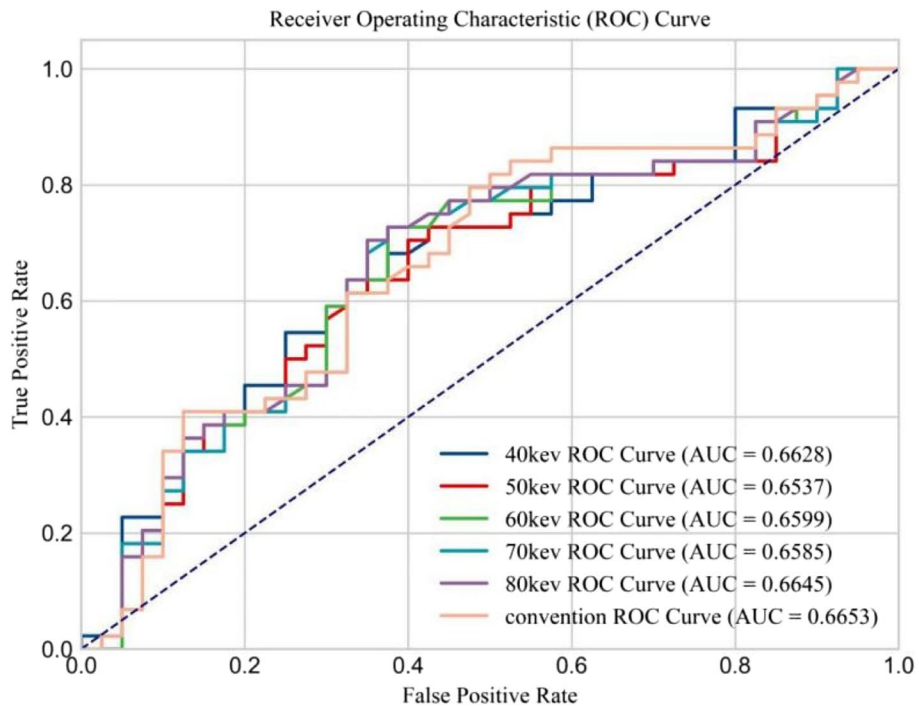 Receiver Operating Characteristic (ROC) Curve
True Positive Rate
1.0
0.8
0.6
0.4
0.2
0.0
40kev ROC Curve (AUC = 0.6628)
50kev ROC Curve (AUC = 0.6537)
60kev ROC Curve (AUC = 0.6599)
70kev ROC Curve (AUC = 0.6585)
80kev ROC Curve (AUC = 0.6645)
convention ROC Curve (AUC = 0.6653)
0.0 0.2 0.4 0.6 0.8 1.0
False Positive Rate